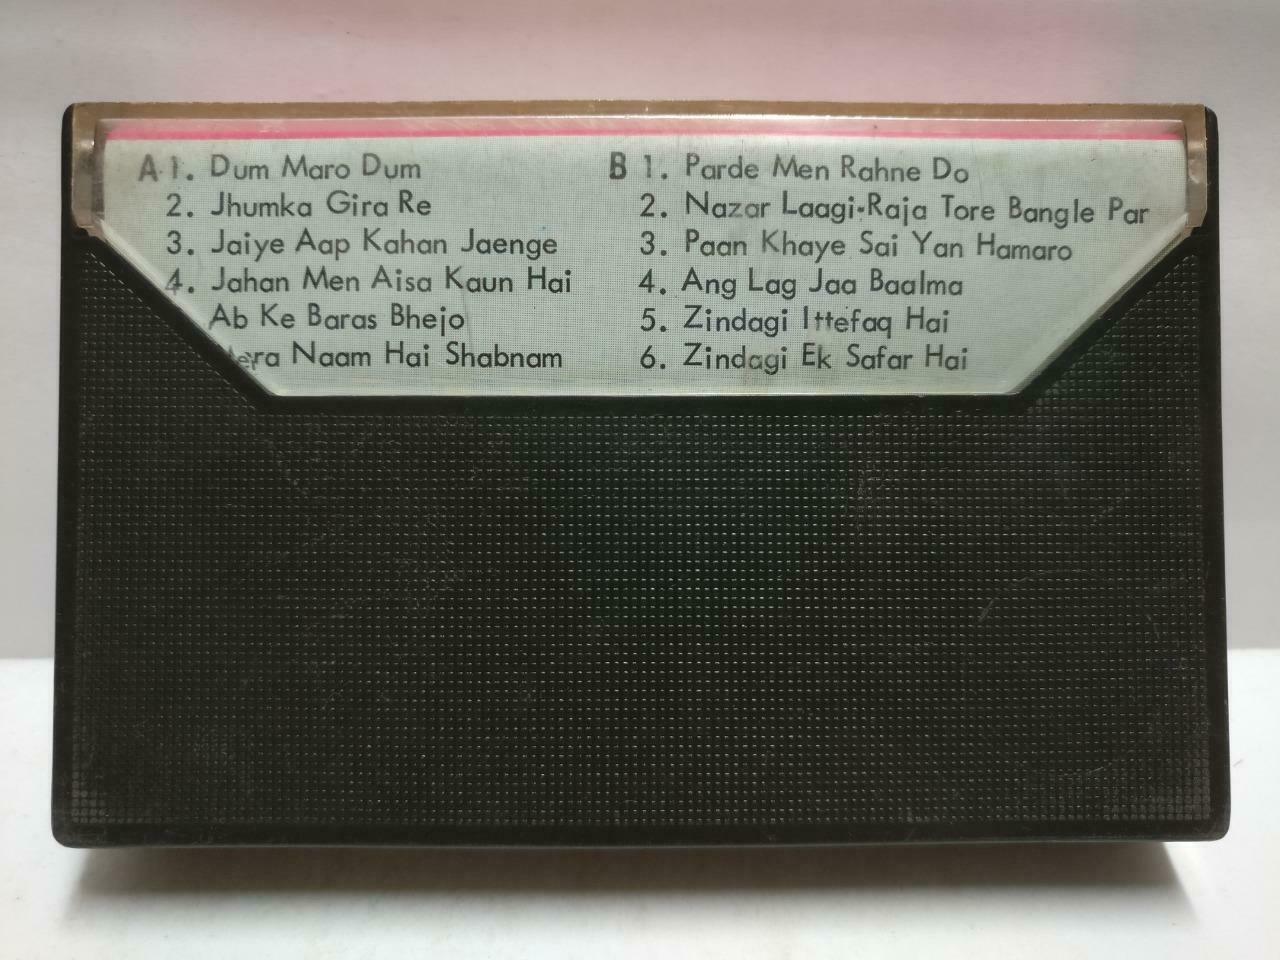 A 1. Dum Maro Dum
2. Jhumka Gira Re
3. Jaiye Aap Kahan Jaenge
4. Jahan Men Aisa Kaun Hai
Ab Ke Baras Bhejo
Mera Naam Hai Shabnam
B 1. Parde Men Rahne Do
2. Nazar Laagi-Raja Tore Bangle Par
3. Paan Khaye Sai Yan Hamaro
4. Ang Lag Jaa Baalma
5. Zindagi Ittefaq Hai
6. Zindagi Ek Safar Hai